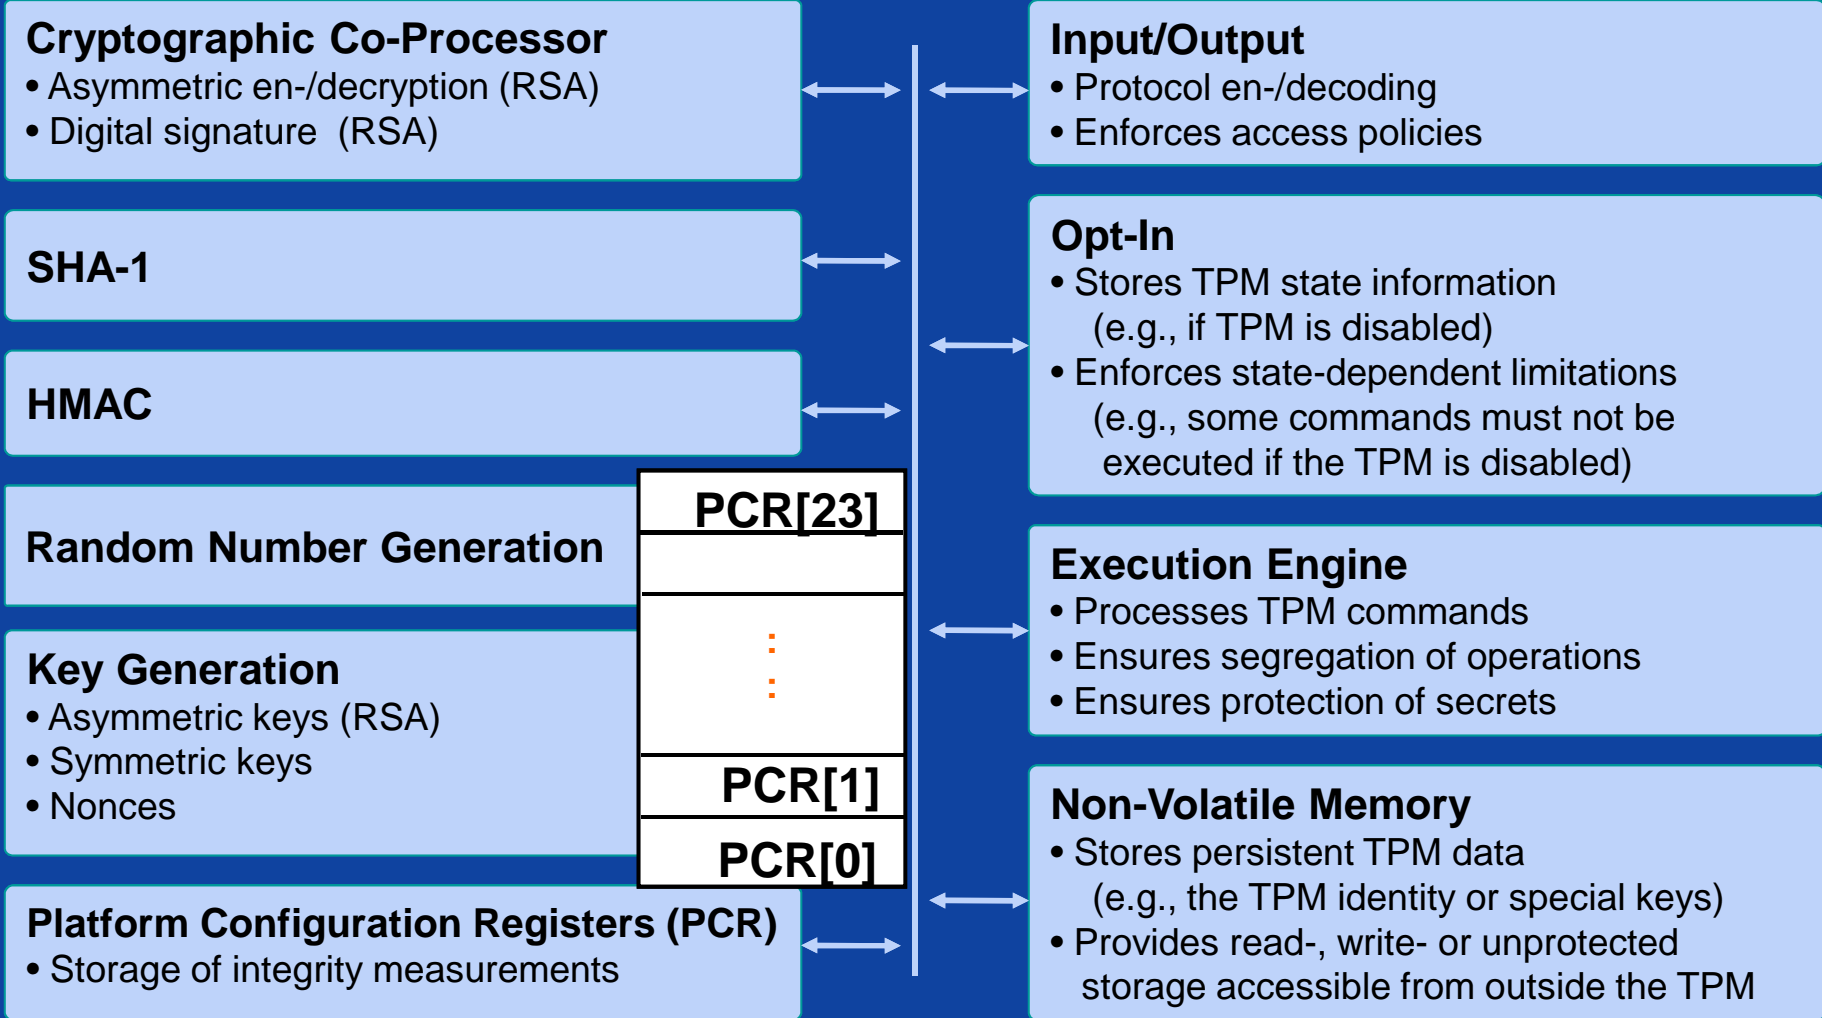 Cryptographic Co-Processor
• Asymmetric en-/decryption (RSA)
• Digital signature (RSA)
SHA-1
HMAC
Random Number Generation
Key Generation
• Asymmetric keys (RSA)
• Symmetric keys
• Nonces
Platform Configuration Registers (PCR)
• Storage of integrity measurements
PCR[23]
PCR[1]
PCR[0]
Input/Output
• Protocol en-/decoding
• Enforces access policies
Opt-In
• Stores TPM state information
(e.g., if TPM is disabled)
• Enforces state-dependent limitations
(e.g., some commands must not be
executed if the TPM is disabled)
Execution Engine
• Processes TPM commands
• Ensures segregation of operations
• Ensures protection of secrets
Non-Volatile Memory
• Stores persistent TPM data
(e.g., the TPM identity or special keys)
• Provides read-, write- or unprotected
storage accessible from outside the TPM